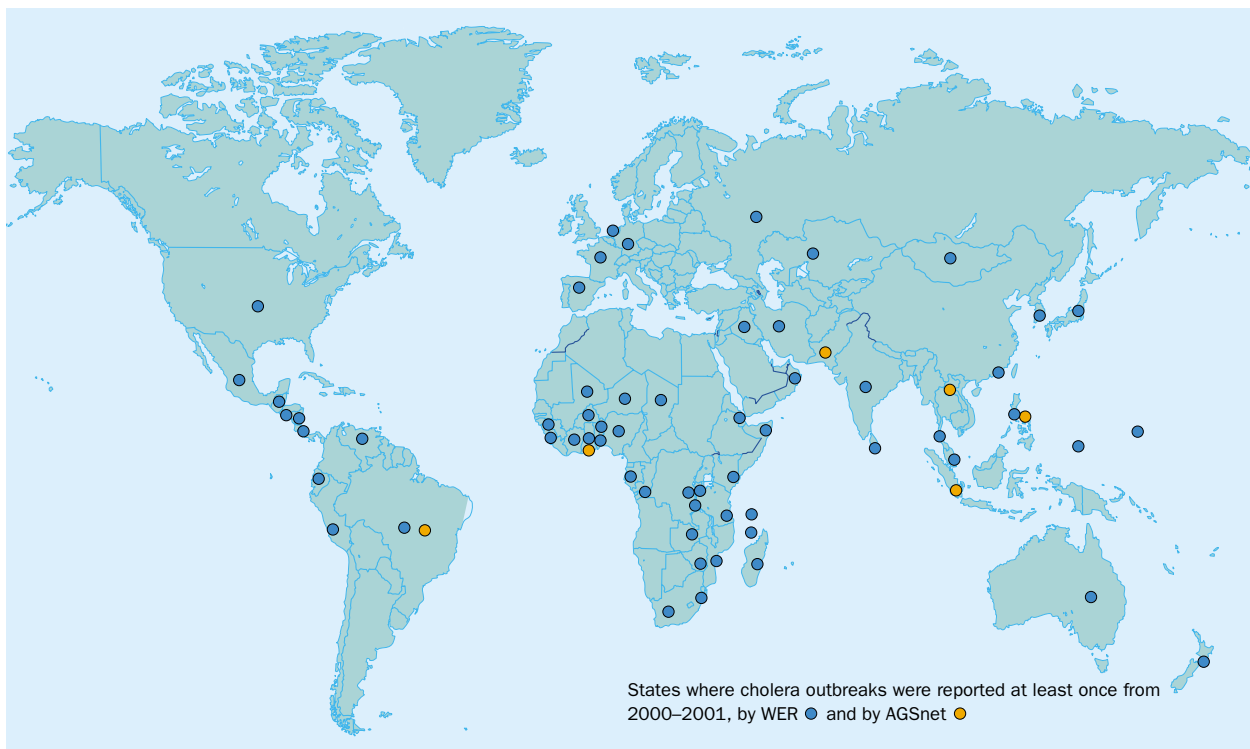 States where cholera outbreaks were reported at least once from
2000–2001, by WER and by AGSnet